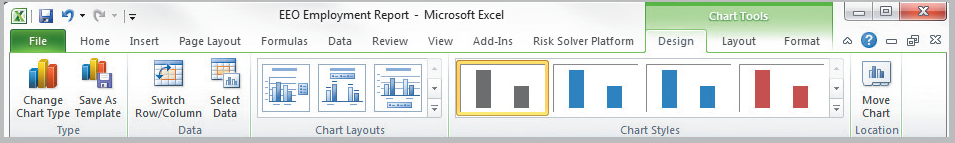 EEO Employment Report - Microsoft Excel
Chart Tools
File Home Insert Page Layout Formulas Data Review View Add-Ins Risk Solver Platform Design Layout Format
Change Chart Type
Save As Template
Switch Row/Column
Select Data
Move Chart
Type Data Chart Layouts Chart Styles Location